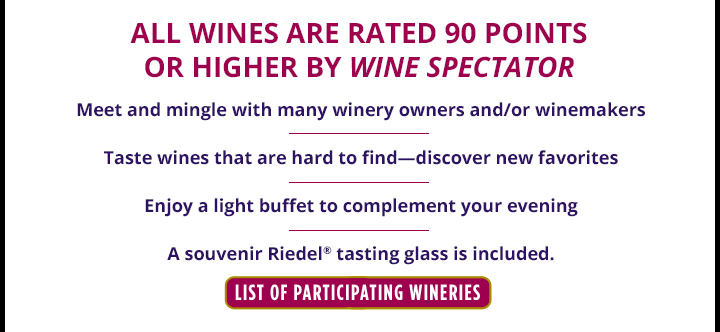 ALL WINES ARE RATED 90 POINTS
OR HIGHER BY WINE SPECTATOR
Meet and mingle with many winery owners and/or winemakers
Taste wines that are hard to find—discover new favorites
Enjoy a light buffet to complement your evening
A souvenir Riedel® tasting glass is included.
LIST OF PARTICIPATING WINERIES